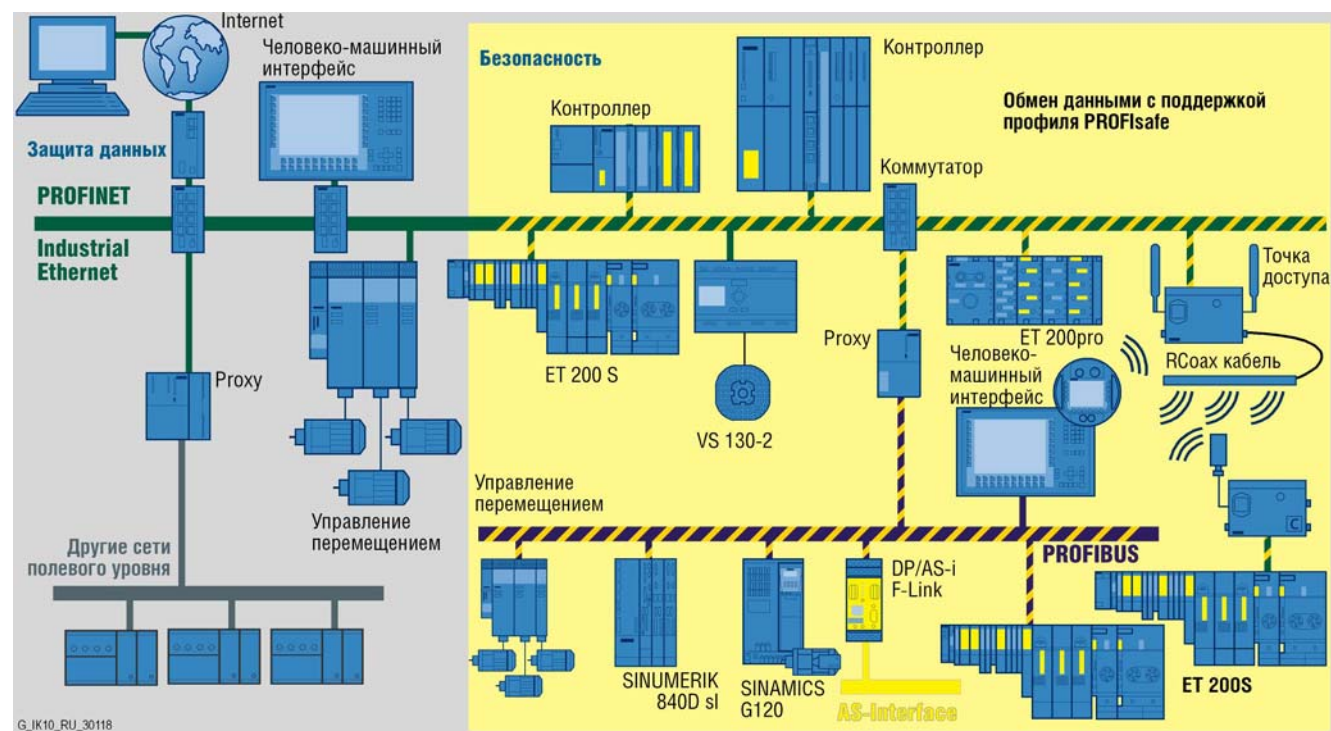 Internet
Человеко-машинный
интерфейс
Защита данных
PROFINET
Industrial
Ethernet
Proxy
Управление
перемещением
Другие сети
полевого уровня
G_IK10_RU_30118
Безопасность
Контроллер
Контроллер
Обмен данными с поддержкой
профиля PROFIsafe
Коммутатор
Точка
доступа
ET 200 S
VS 130-2
Proxy
ET 200pro
Человеко-
машинный
интерфейс
RCoax кабель
C
Управление
перемещением
PROFIBUS
DP/AS-i
F-Link
SINUMERIK
840D sl
SINAMICS
G120
AS-Interface
ET 200S